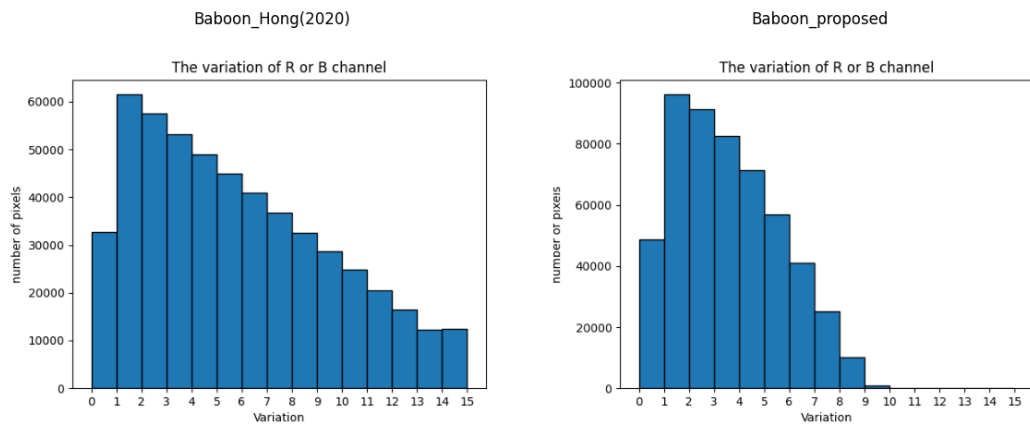 Baboon_Hong(2020)
The variation of R or B channel
number of pixels
60000
50000
40000
30000
20000
10000
0
0 1 2 3 4 5 6 7 8 9 10 11 12 13 14 15
Variation
Baboon_proposed
The variation of R or B channel
number of pixels
100000
80000
60000
40000
20000
0
0 1 2 3 4 5 6 7 8 9 10 11 12 13 14 15
Variation